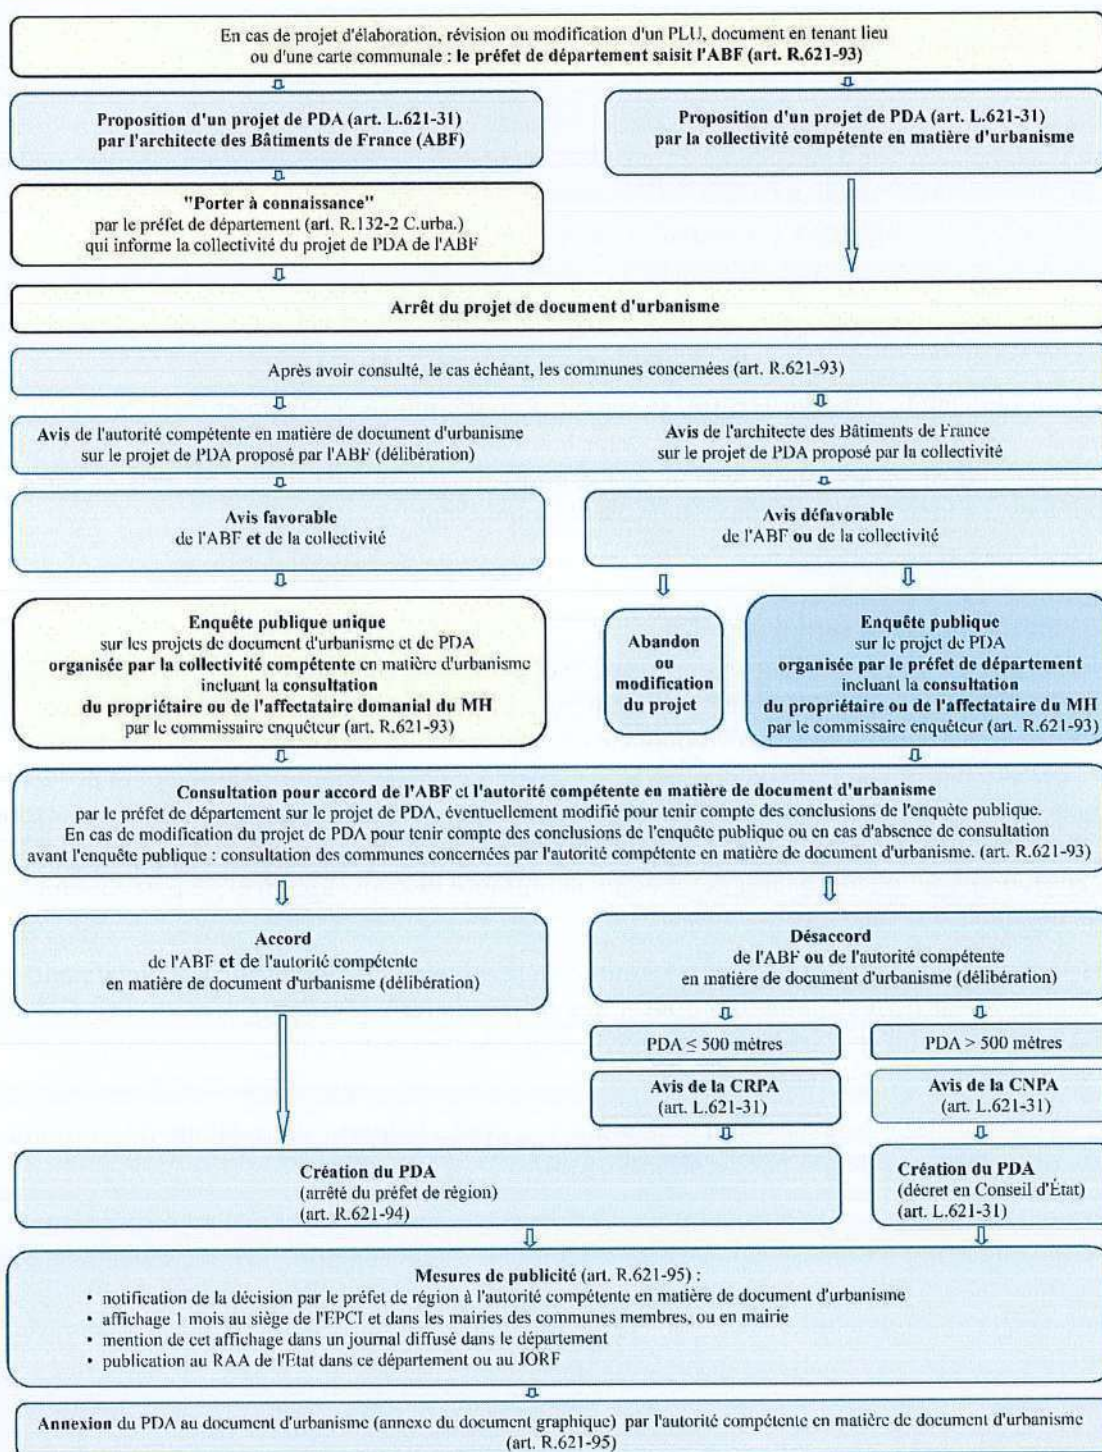 En cas de projet d'élaboration, révision ou modification d'un PLU, document en tenant lieu
ou d'une carte communale : le préfet de département saisit l'ABF (art. R.621-93)
Proposition d'un projet de PDA (art. L.621-31)
par l'architecte des Bâtiments de France (ABF)
Proposition d'un projet de PDA (art. L.621-31)
par la collectivité compétente en matière d'urbanisme
"Porter à connaissance"
par le préfet de département (art. R.132-2 C.urba.)
qui informe la collectivité du projet de PDA de l'ABF
Arrêt du projet de document d'urbanisme
Après avoir consulté, le cas échéant, les communes concernées (art. R.621-93)
Avis de l'autorité compétente en matière de document d'urbanisme
sur le projet de PDA proposé par l'ABF (délibération)
Avis de l'architecte des Bâtiments de France
sur le projet de PDA proposé par la collectivité
Avis favorable
de l'ABF et de la collectivité
Avis défavorable
de l'ABF ou de la collectivité
Enquête publique unique
sur les projets de document d'urbanisme et de PDA
organisée par la collectivité compétente en matière d'urbanisme
incluant la consultation
du propriétaire ou de l'affectataire domanial du MH
par le commissaire enquêteur (art. R.621-93)
Abandon
ou
modification
du projet
Enquête publique
sur le projet de PDA
organisée par le préfet de département
incluant la consultation
du propriétaire ou de l'affectataire du MH
par le commissaire enquêteur (art. R.621-93)
Consultation pour accord de l'ABF et l'autorité compétente en matière de document d'urbanisme
par le préfet de département sur le projet de PDA, éventuellement modifié pour tenir compte des conclusions de l'enquête publique.
En cas de modification du projet de PDA pour tenir compte des conclusions de l'enquête publique ou en cas d'absence de consultation
avant l'enquête publique : consultation des communes concernées par l'autorité compétente en matière de document d'urbanisme. (art. R.621-93)
Accord
de l'ABF et de l'autorité compétente
en matière de document d'urbanisme (délibération)
Désaccord
de l'ABF ou de l'autorité compétente
en matière de document d'urbanisme (délibération)
PDA ≤ 500 mètres
PDA > 500 mètres
Avis de la CRPA
(art. L.621-31)
Avis de la CNPA
(art. L.621-31)
Création du PDA
(arrêté du préfet de région)
(art. R.621-94)
Création du PDA
(décret en Conseil d'État)
(art. L.621-31)
Mesures de publicité (art. R.621-95) :
• notification de la décision par le préfet de région à l'autorité compétente en matière de document d'urbanisme
• affichage 1 mois au siège de l'EPCI et dans les mairies des communes membres, ou en mairie
• mention de cet affichage dans un journal diffusé dans le département
• publication au RAA de l'Etat dans ce département ou au JORF
Annexion du PDA au document d'urbanisme (annexe du document graphique) par l'autorité compétente en matière de document d'urbanisme
(art. R.621-95)